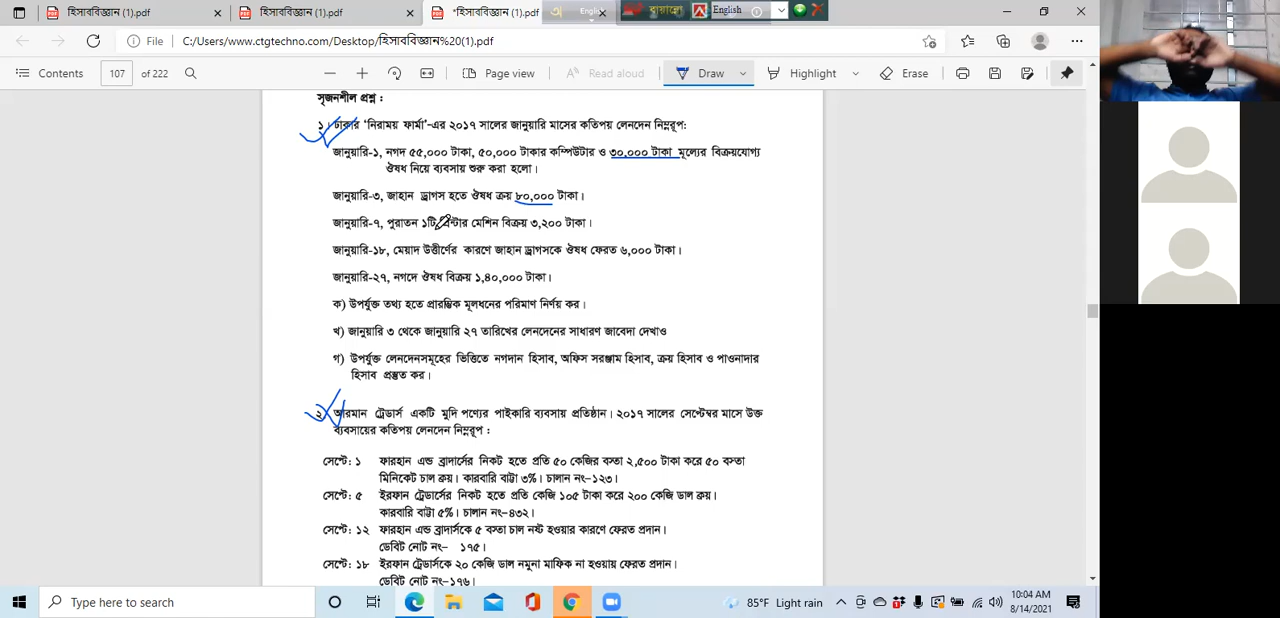 হিসাববিজ্ঞান (1).pdf
হিসাববিজ্ঞান (1).pdf
*হিসাববিজ্ঞান (1).pdf
English
English
File C:/Users/www.ctgtechno.com/Desktop/হিসাববিজ্ঞান%20(1).pdf
Contents 107 of 222 Page view Read aloud Draw Highlight Erase
সৃজনশীল প্রশ্ন :
১। ঢাকার ‘নিরাময় ফার্মা’-এর ২০১৭ সালের জানুয়ারি মাসের কতিপয় লেনদেন নিম্নরূপ:
জানুয়ারি-১, নগদ ৫৫,০০০ টাকা, ৫০,০০০ টাকার কম্পিউটার ও ৩০,০০০ টাকা মূল্যের বিক্রয়যোগ্য
ঔষধ নিয়ে ব্যবসায় শুরু করা হলো।
জানুয়ারি-৩, জাহান ড্রাগস হতে ঔষধ ক্রয় ৮০,০০০ টাকা।
জানুয়ারি-৭, পুরাতন ১টি মেশিন বিক্রয় ৩,২০০ টাকা।
জানুয়ারি-১৮, মেয়াদ উত্তীর্ণের কারণে জাহান ড্রাগসকে ঔষধ ফেরত ৬,০০০ টাকা।
জানুয়ারি-২৭, নগদে ঔষধ বিক্রয় ১,৪০,০০০ টাকা।
ক) উপর্যুক্ত তথ্য হতে প্রারম্ভিক মূলধনের পরিমাণ নির্ণয় কর।
খ) জানুয়ারি ৩ থেকে জানুয়ারি ২৭ তারিখের লেনদেনের সাধারণ জাবেদা দেখাও
গ) উপর্যুক্ত লেনদেনসমূহের ভিত্তিতে নগদান হিসাব, অফিস সরঞ্জাম হিসাব, ক্রয় হিসাব ও পাওনাদার
হিসাব প্রস্তুত কর।
২ আরমান ট্রেডার্স একটি মুদি পণ্যের পাইকারি ব্যবসায় প্রতিষ্ঠান। ২০১৭ সালের সেপ্টেম্বর মাসে উক্ত
ব্যবসায়ের কতিপয় লেনদেন নিম্নরূপ :
সেপ্টে: ১ ফারহান এন্ড ব্রাদার্সের নিকট হতে প্রতি ৫০ কেজির বস্তা ২,৫০০ টাকা করে ৫০ বস্তা
মিনিকেট চাল ক্রয়। কারবারি বাট্টা ৩%। চালান নং-১২৩।
সেপ্টে: ৫ ইরফান ট্রেডার্সের নিকট হতে প্রতি কেজি ১০৫ টাকা করে ২০০ কেজি ডাল ক্রয়।
কারবারি বাট্টা ৫%। চালান নং-৪৩২।
সেপ্টে: ১২ ফারহান এন্ড ব্রাদার্সকে ৫ বস্তা চাল নষ্ট হওয়ার কারণে ফেরত প্রদান।
ডেবিট নোট নং- ১৭৫।
সেপ্টে: ১৮ ইরফান ট্রেডার্সকে ২০ কেজি ডাল নমুনা মাফিক না হওয়ায় ফেরত প্রদান।
ডেবিট নোট নং-১৭৬।
Type here to search
85°F Light rain
10:04 AM
8/14/2021